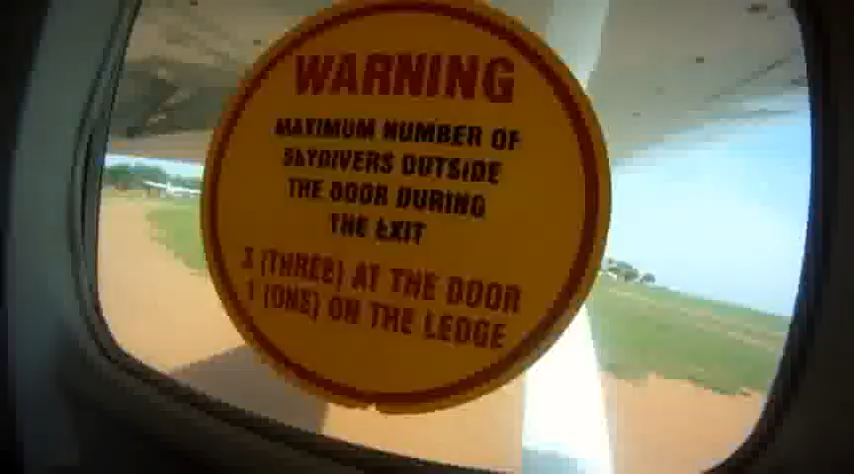 WARNING
MAXIMUM NUMBER OF
SKYDIVERS OUTSIDE
THE DOOR DURING
THE EXIT
3 (THREE) AT THE DOOR
1 (ONE) ON THE LEDGE